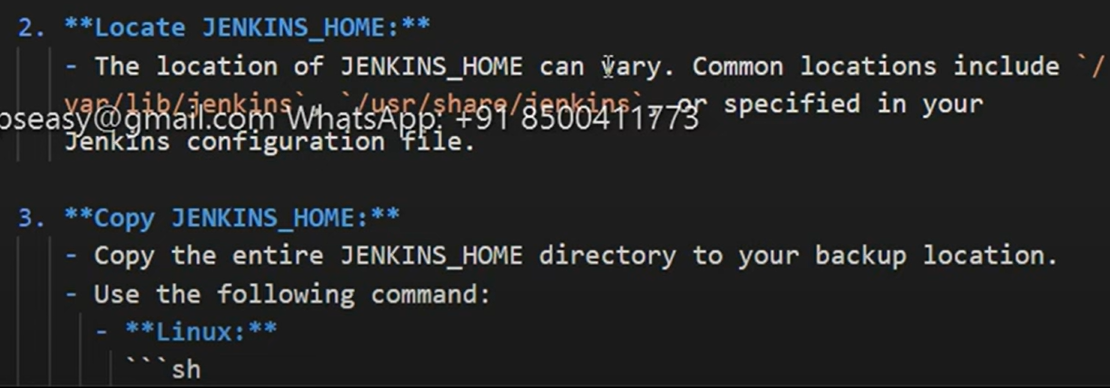 2. **Locate JENKINS_HOME:**
- The location of JENKINS_HOME can vary. Common locations include `/
var/lib/jenkins`, `/usr/share/jenkins`, or specified in your
pseasy@gmail.com WhatsApp: +91 8500411773
Jenkins configuration file.
3. **Copy JENKINS_HOME:**
- Copy the entire JENKINS_HOME directory to your backup location.
- Use the following command:
- **Linux:**
```sh